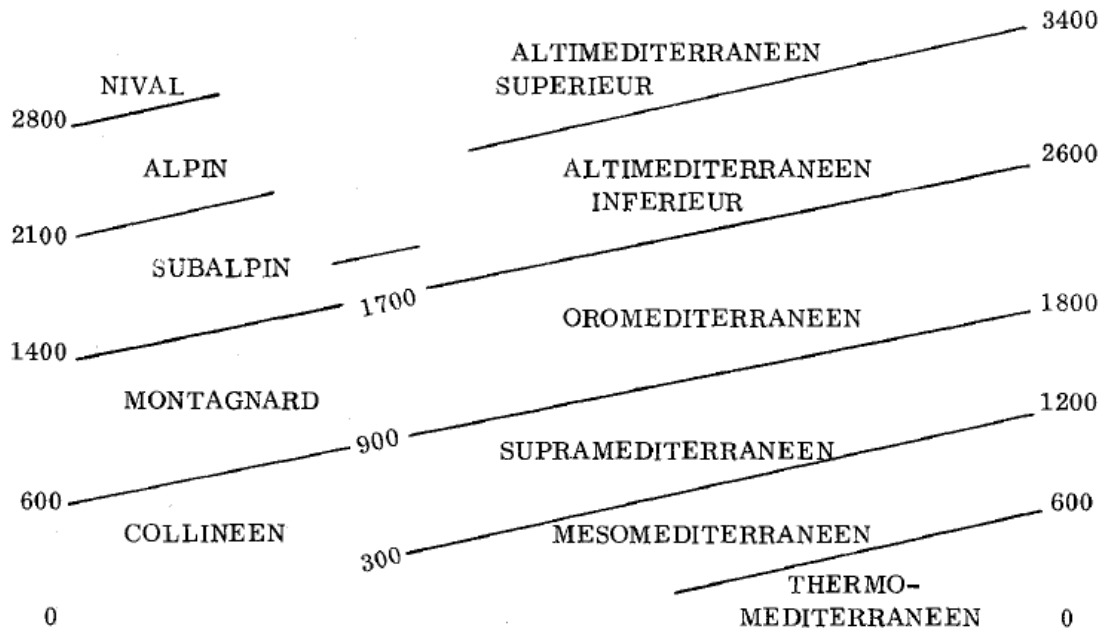 3400
ALTIMEDITERRANEEN
SUPERIEUR
NIVAL
2800
2600
ALPIN
ALTIMEDITERRANEEN
INFERIEUR
2100
SUBALPIN
1700
1800
OROMEDITERRANEEN
1400
MONTAGNARD
1200
900
SUPRAMEDITERRANEEN
600
600
COLLINEEN
MESOMEDITERRANEEN
300
THERMO-
MEDITERRANEEN
0
0